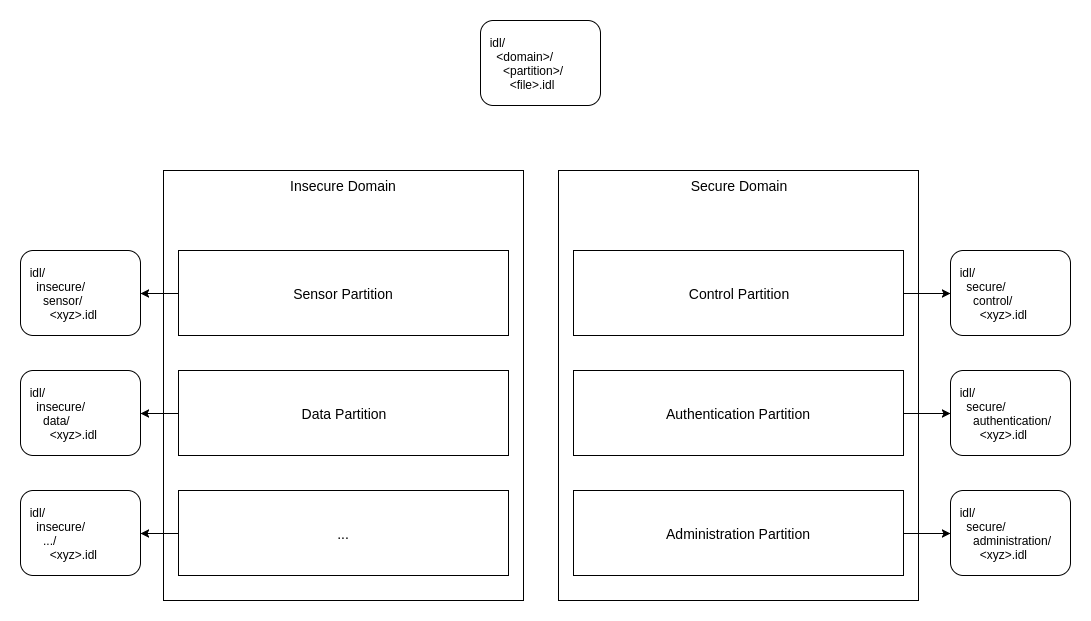 idl/
<domain>/
<partition>/
<file>.idl
Insecure Domain
Secure Domain
idl/
insecure/
sensor/
<xyz>.idl
Sensor Partition
Control Partition
idl/
secure/
control/
<xyz>.idl
idl/
insecure/
data/
<xyz>.idl
Data Partition
Authentication Partition
idl/
secure/
authentication/
<xyz>.idl
idl/
insecure/
.../
<xyz>.idl
...
Administration Partition
idl/
secure/
administration/
<xyz>.idl